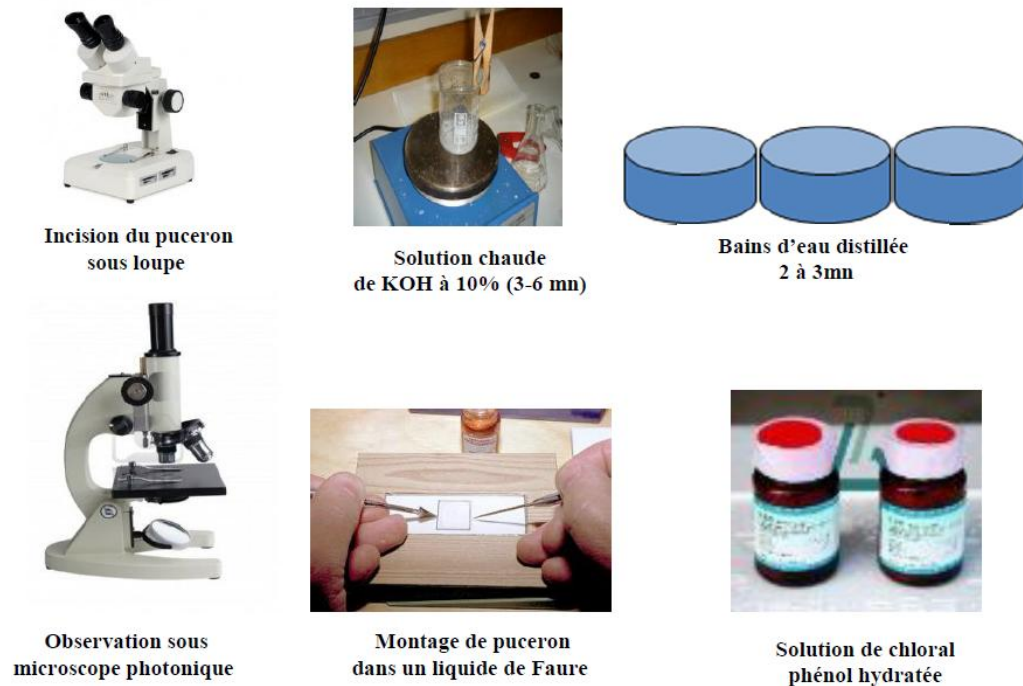 Incision du puceron
sous loupe
Solution chaude
de KOH à 10% (3-6 mn)
Bains d'eau distillée
2 à 3mn
Observation sous
microscope photonique
Montage de puceron
dans un liquide de Faure
Solution de chloral
phénol hydratée